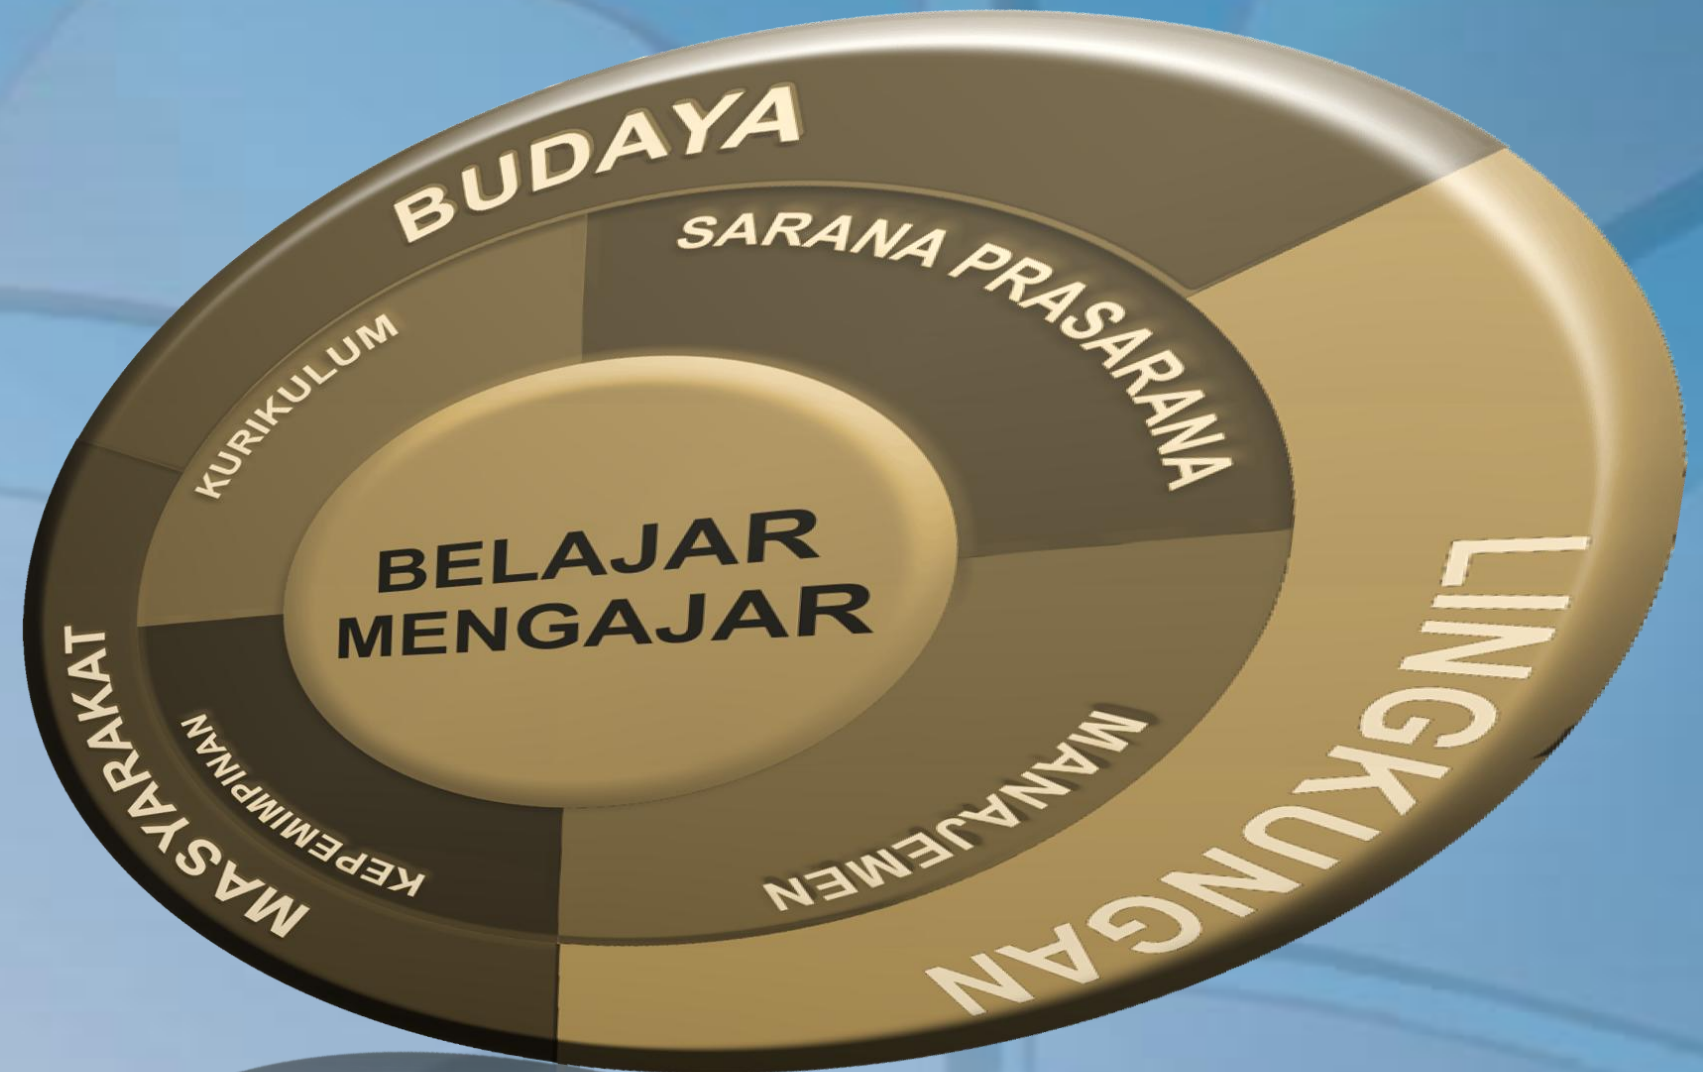 BUDAYA
SARANA PRASARANA
KURIKULUM
BELAJAR
MENGAJAR
LINGKUNGAN
MANAJEMEN
KEPEMIMPINAN
MASYARAKAT